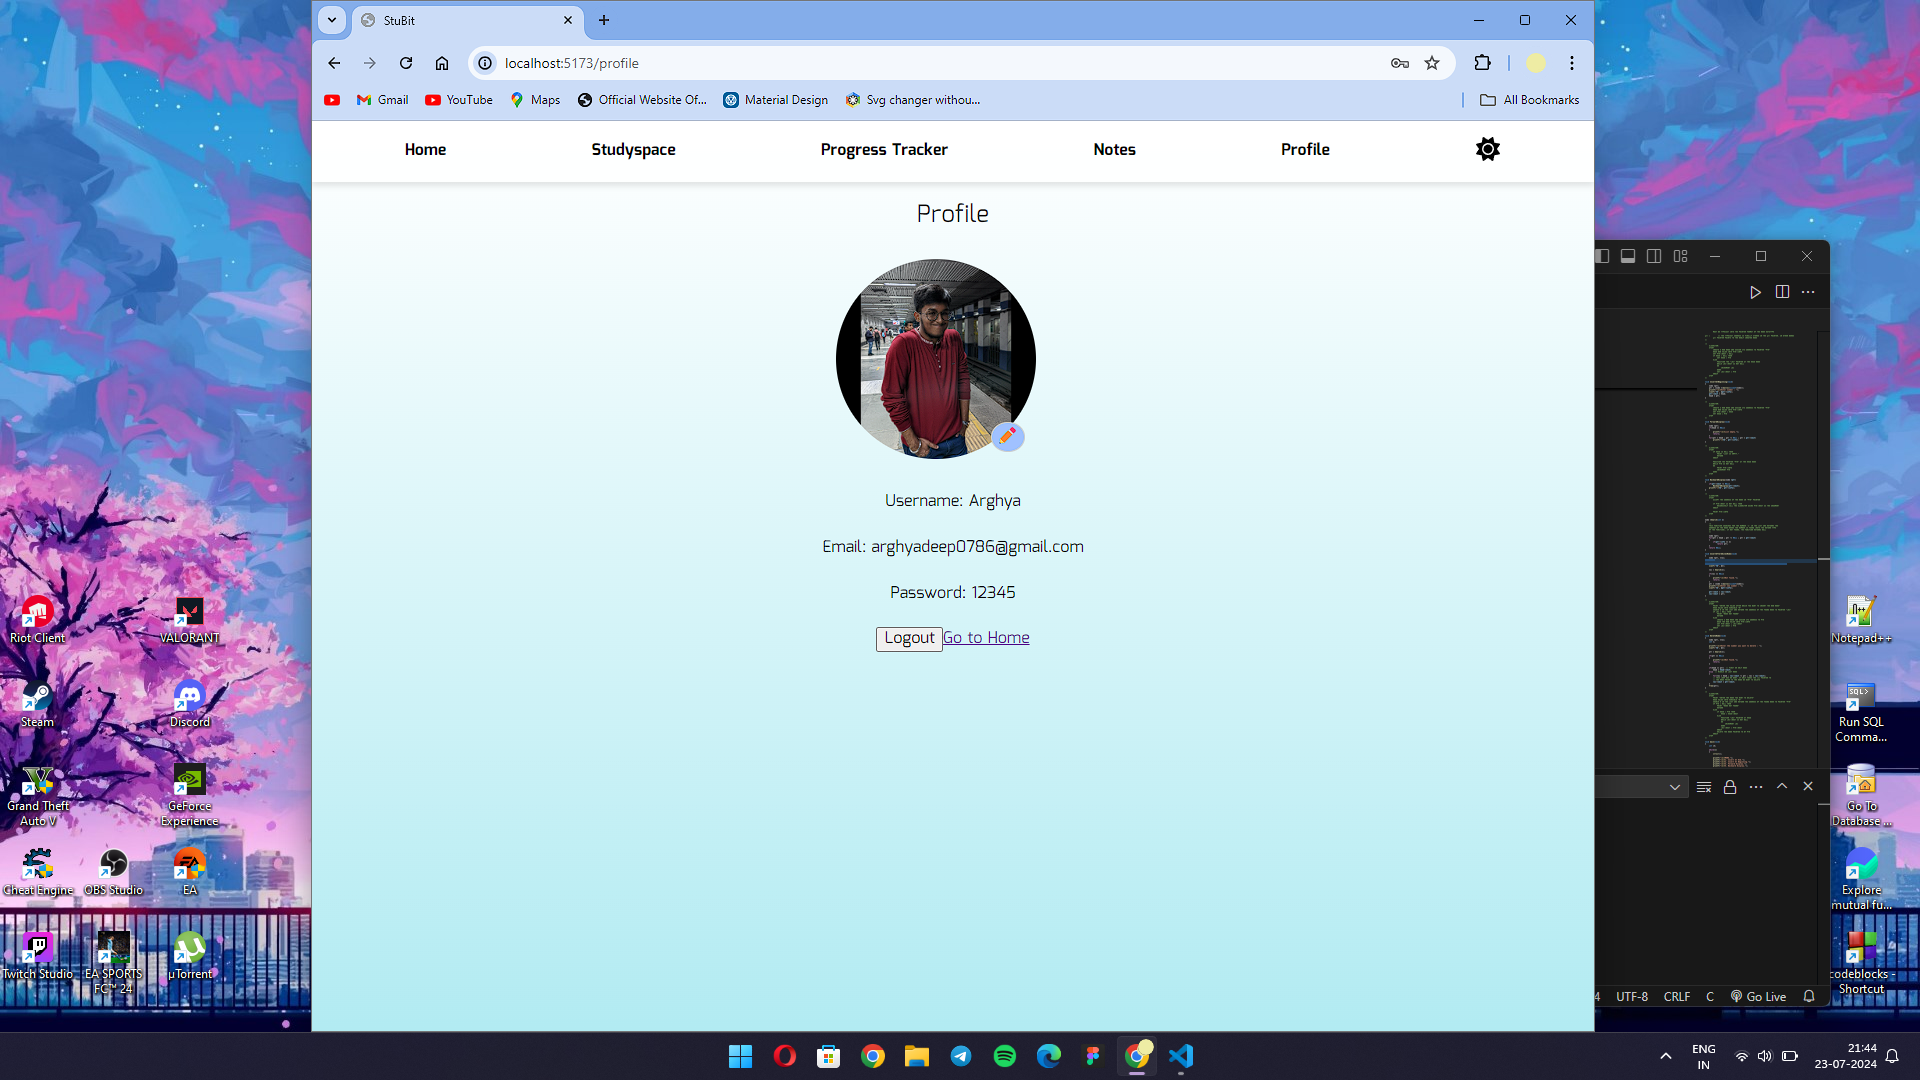 StuBit
localhost:5173/profile
Gmail
YouTube
Maps
Official Website Of...
Material Design
Svg changer withou...
All Bookmarks
Home
Studyspace
Progress Tracker
Notes
Profile
Profile
Username: Arghya
Email: arghyadeep0786@gmail.com
Password: 12345
Logout Go to Home
Riot Client
VALORANT
Steam
Discord
Grand Theft
Auto V
GeForce
Experience
Cheat Engine
OBS Studio
EA
Twitch Studio
EA SPORTS
FC™ 24
µTorrent
Notepad++
SQL>
Run SQL
Comma...
Go To
Database ...
Explore
mutual fu...
codeblocks -
Shortcut
4 UTF-8 CRLF C Go Live
ENG
IN
21:44
23-07-2024